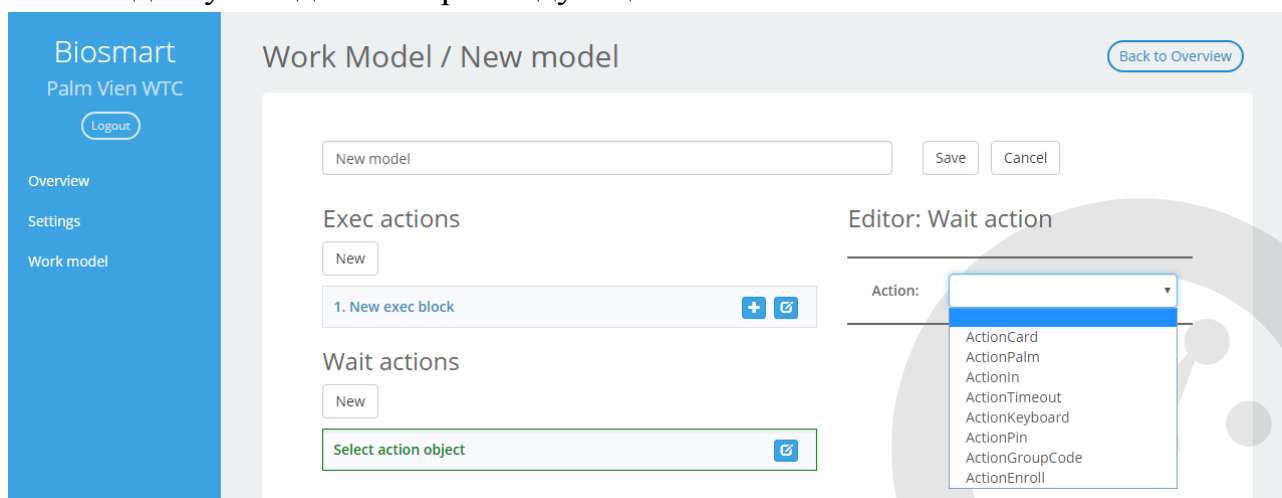 Biosmart
Palm Vien WTC
Logout
Overview
Settings
Work model
Work Model / New model
Back to Overview
New model
Save
Cancel
Exec actions
New
1. New exec block
Wait actions
New
Select action object
Editor: Wait action
Action:
ActionCard
ActionPalm
ActionIn
ActionTimeout
ActionKeyboard
ActionPin
ActionGroupCode
ActionEnroll